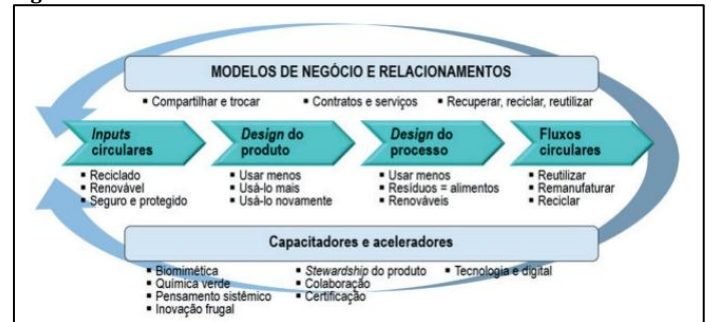 MODELOS DE NEGÓCIO E RELACIONAMENTOS
▪ Compartilhar e trocar ▪ Contratos e serviços ▪ Recuperar, reciclar, reutilizar
Inputs circulares
▪ Reciclado
▪ Renovável
▪ Seguro e protegido
Design do produto
▪ Usar menos
▪ Usá-lo mais
▪ Usá-lo novamente
Design do processo
▪ Usar menos
▪ Resíduos = alimentos
▪ Renováveis
Fluxos circulares
▪ Reutilizar
▪ Remanufaturar
▪ Reciclar
Capacitadores e aceleradores
▪ Biomimética
▪ Química verde
▪ Pensamento sistêmico
▪ Inovação frugal
▪ Stewardship do produto
▪ Colaboração
▪ Certificação
▪ Tecnologia e digital